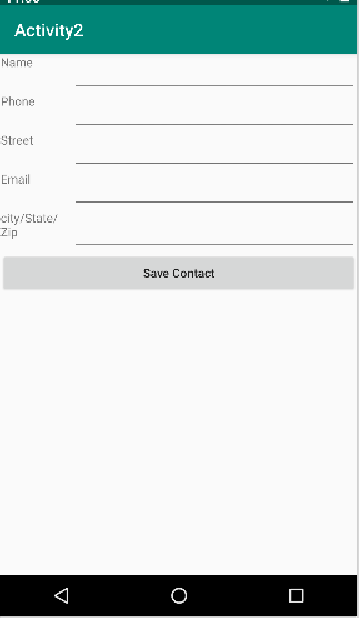 Activity2
Name
Phone
Street
Email
city/State/
Zip
Save Contact